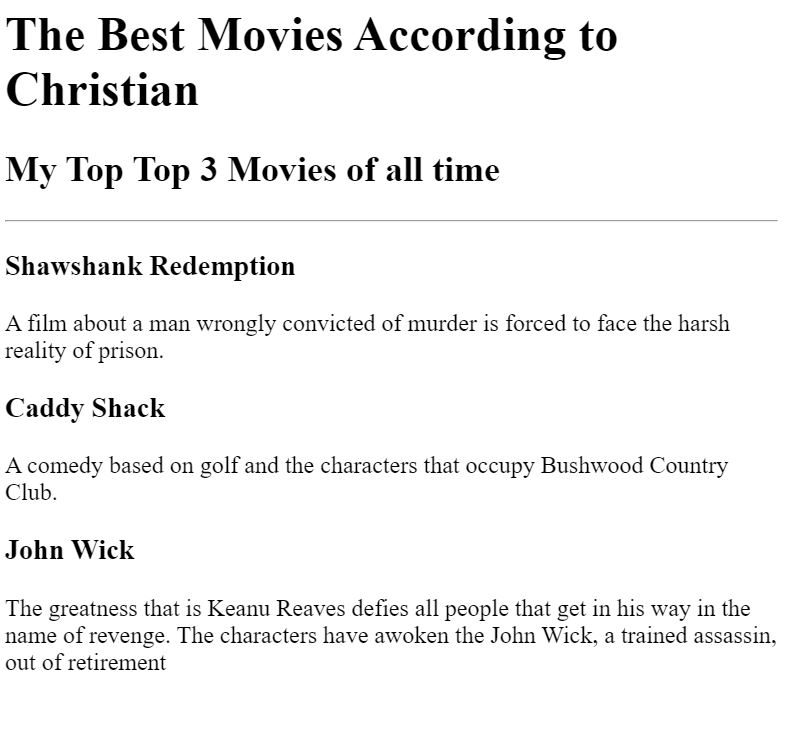 The Best Movies According to
Christian
My Top Top 3 Movies of all time
Shawshank Redemption
A film about a man wrongly convicted of murder is forced to face the harsh
reality of prison.
Caddy Shack
A comedy based on golf and the characters that occupy Bushwood Country
Club.
John Wick
The greatness that is Keanu Reaves defies all people that get in his way in the
name of revenge. The characters have awoken the John Wick, a trained assassin,
out of retirement